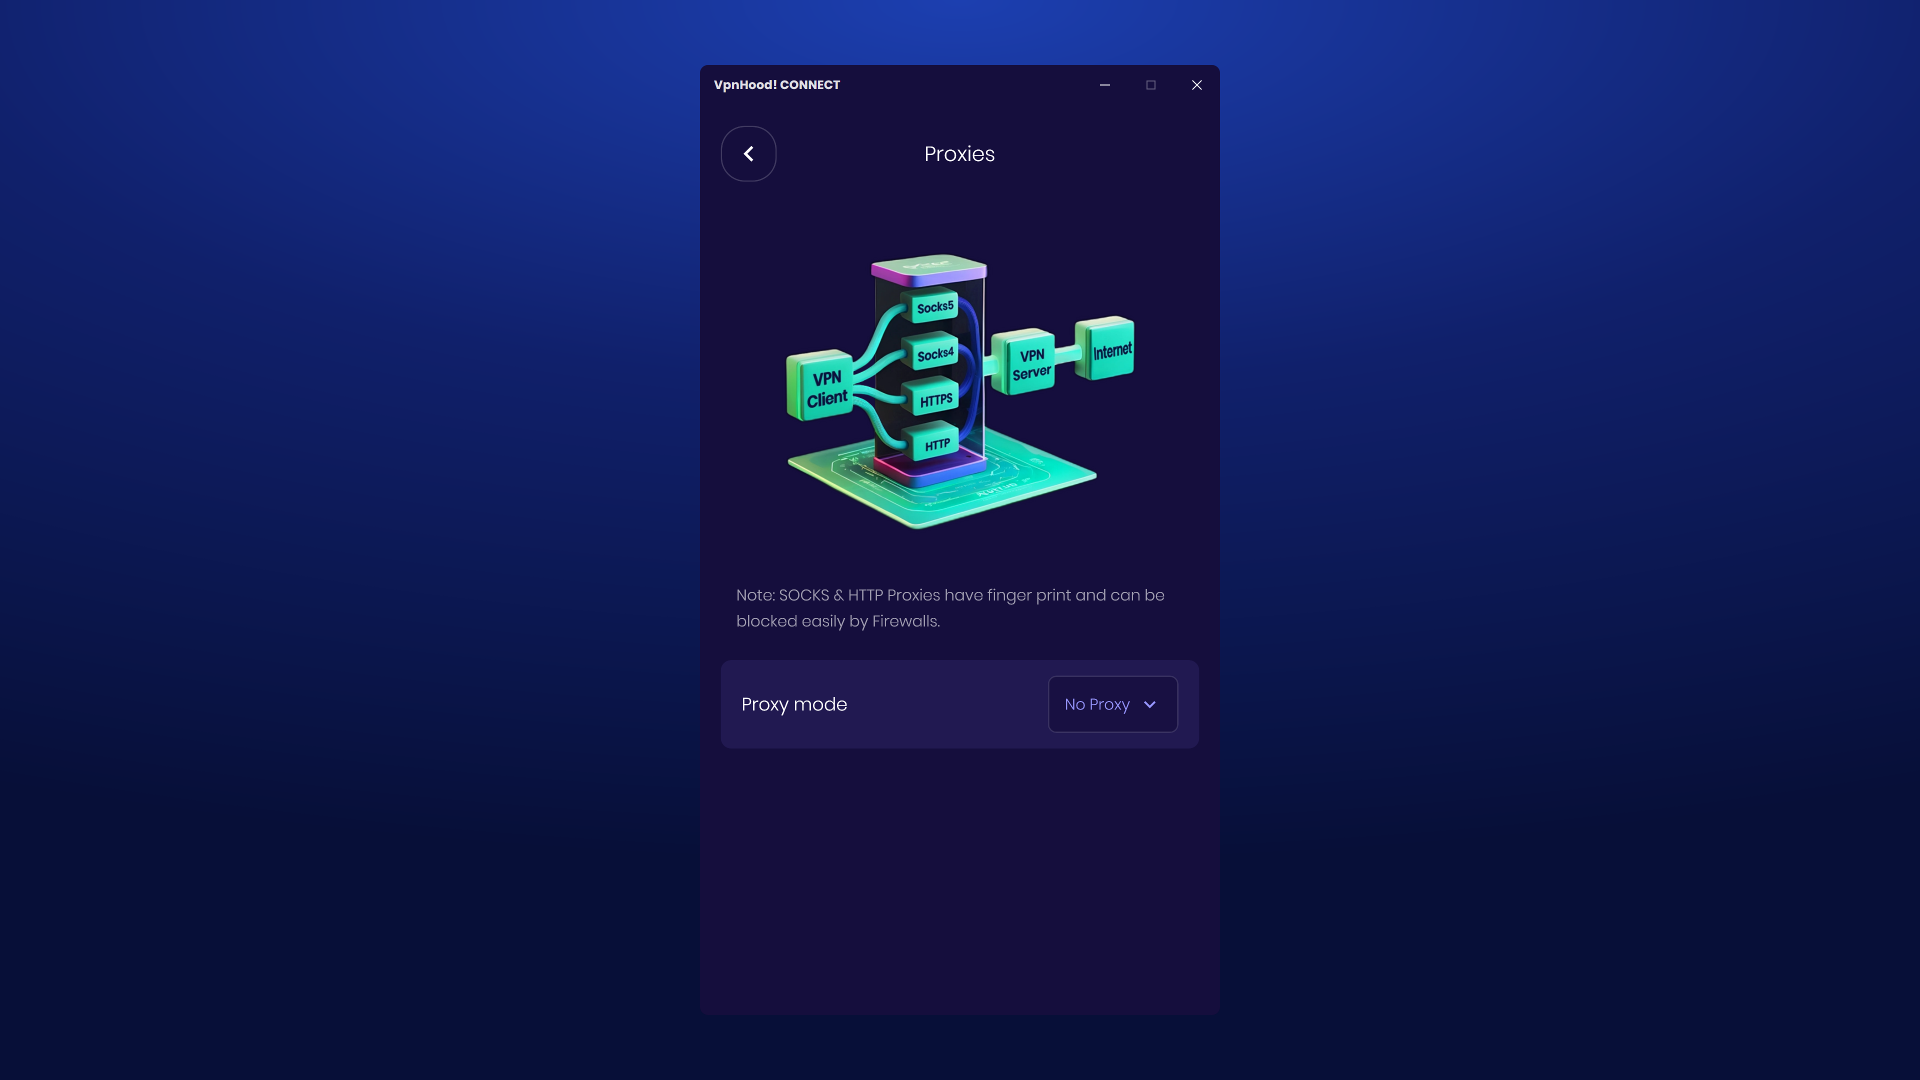 VpnHood! CONNECT
Proxies
Socks5
Socks4
HTTPS
HTTP
VPN
Client
VPN
Server
Internet
Note: SOCKS & HTTP Proxies have finger print and can be
blocked easily by Firewalls.
Proxy mode
No Proxy